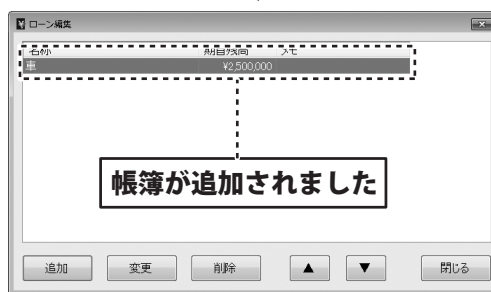 ローン編集
名称 期首残高 メモ
車 ¥2,500,000
帳簿が追加されました
追加 変更 削除 ▲ ▼ 閉じる